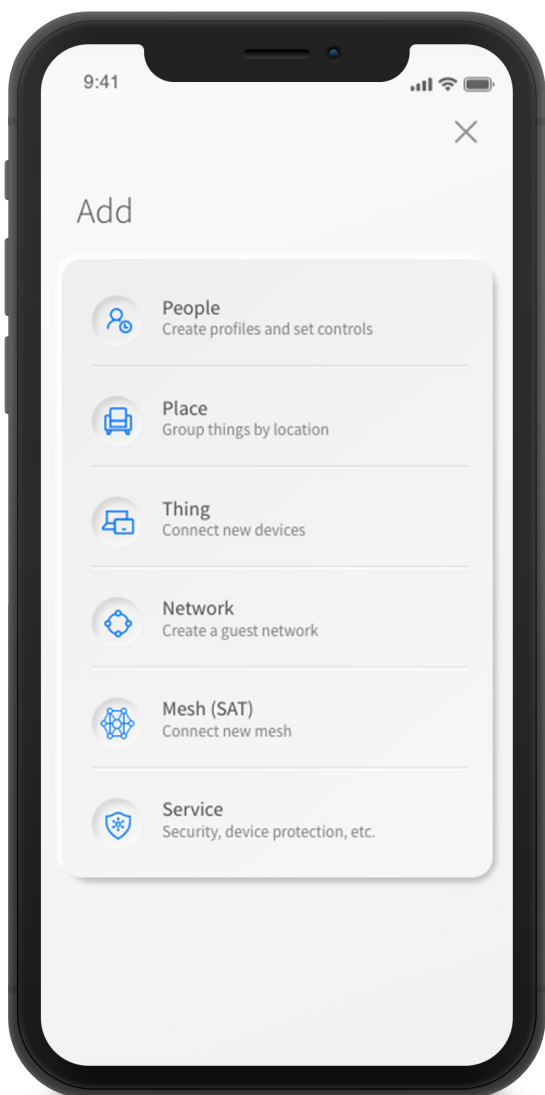 9:41
Add
People
Create profiles and set controls
Place
Group things by location
Thing
Connect new devices
Network
Create a guest network
Mesh (SAT)
Connect new mesh
Service
Security, device protection, etc.